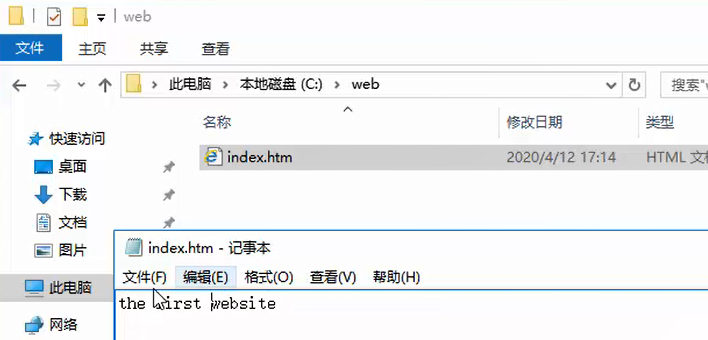 web
文件 主页 共享 查看
此电脑 本地磁盘 (C:) web 搜索"w
名称 修改日期 类型
快速访问
index.htm 2020/4/12 17:14 HTML 文
桌面
下载
文档
图片
index.htm - 记事本
文件(F) 编辑(E) 格式(O) 查看(V) 帮助(H)
此电脑
the first website
网络